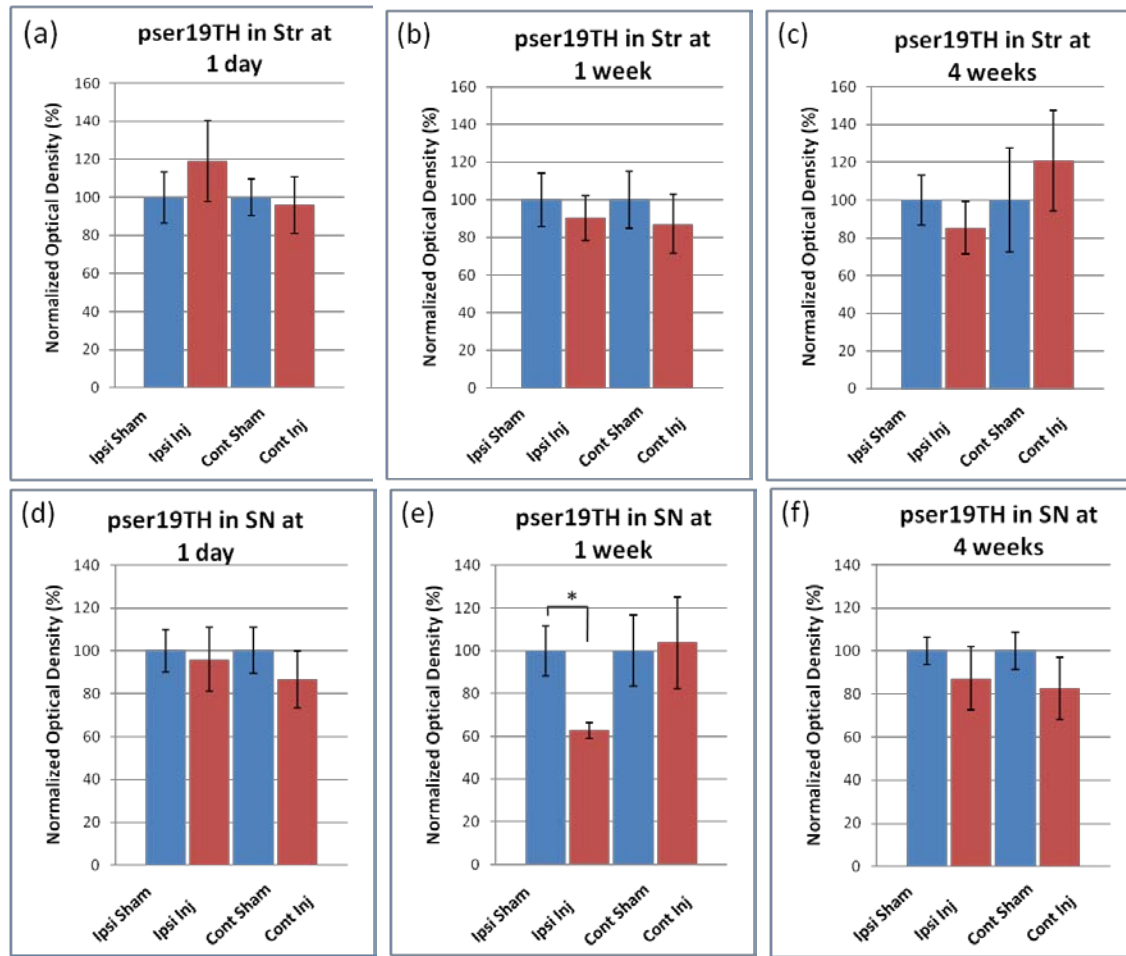 (a)
pser19TH in Str at
1 day
Normalized Optical Density (%)
160
140
120
100
80
60
40
20
0
Ipsi Sham
Ipsi Inj
Cont Sham
Cont Inj
(b)
pser19TH in Str at
1 week
Normalized Optical Density (%)
160
140
120
100
80
60
40
20
0
Ipsi Sham
Ipsi Inj
Cont Sham
Cont Inj
(c)
pser19TH in Str at
4 weeks
Normalized Optical Density (%)
160
140
120
100
80
60
40
20
0
Ipsi Sham
Ipsi Inj
Cont Sham
Cont Inj
(d)
pser19TH in SN at
1 day
Normalized Optical Density (%)
140
120
100
80
60
40
20
0
Ipsi Sham
Ipsi Inj
Cont Sham
Cont Inj
(e)
pser19TH in SN at
1 week
Normalized Optical Density (%)
140
120
100
80
60
40
20
0
*
Ipsi Sham
Ipsi Inj
Cont Sham
Cont Inj
(f)
pser19TH in SN at
4 weeks
Normalized Optical Density (%)
140
120
100
80
60
40
20
0
Ipsi Sham
Ipsi Inj
Cont Sham
Cont Inj